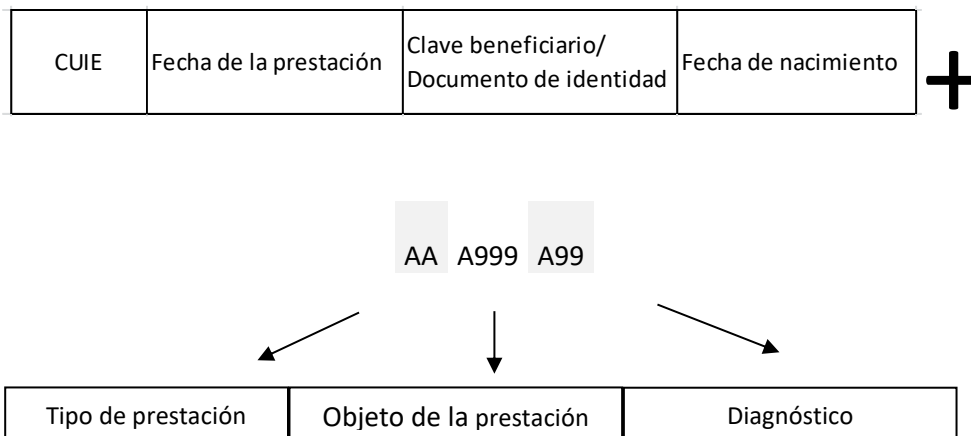 CUIE Fecha de la prestación Clave beneficiario/ Fecha de nacimiento +
Documento de identidad
AA A999 A99
Tipo de prestación Objeto de la prestación Diagnóstico